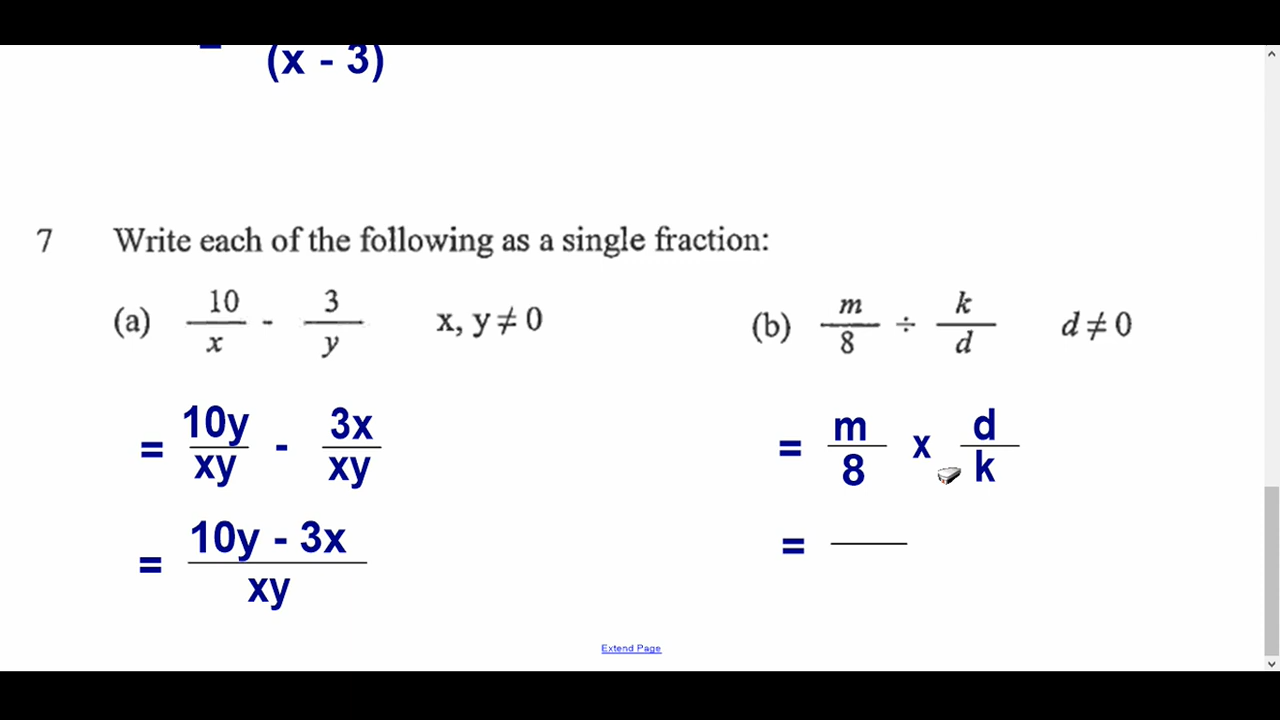 =
(x - 3)
7 Write each of the following as a single fraction:
(a) 10/x - 3/y x, y ≠ 0
(b) m/8 ÷ k/d d ≠ 0
= 10y/xy - 3x/xy
= m/8 x d/k
= 10y - 3x/xy
=
Extend Page